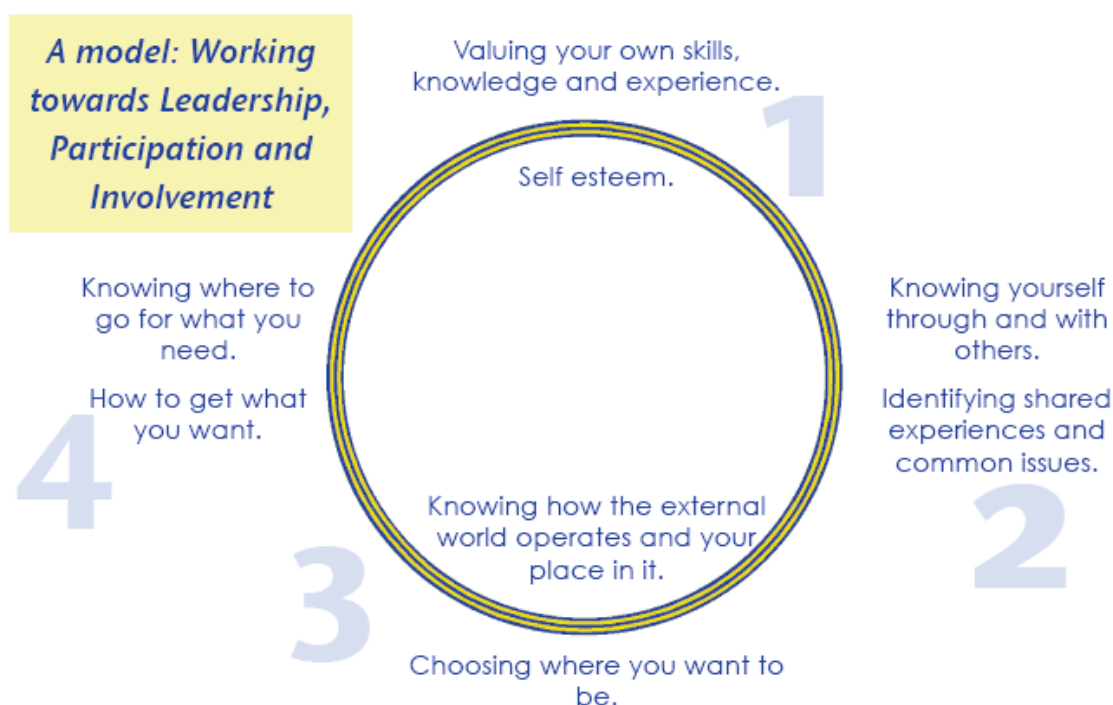 A model: Working
towards Leadership,
Participation and
Involvement
Valuing your own skills,
knowledge and experience.
1
Self esteem.
Knowing yourself
through and with
others.
Identifying shared
experiences and
common issues.
2
Knowing how the external
world operates and your
place in it.
3
Choosing where you want to
be.
Knowing where to
go for what you
need.
How to get what
you want.
4